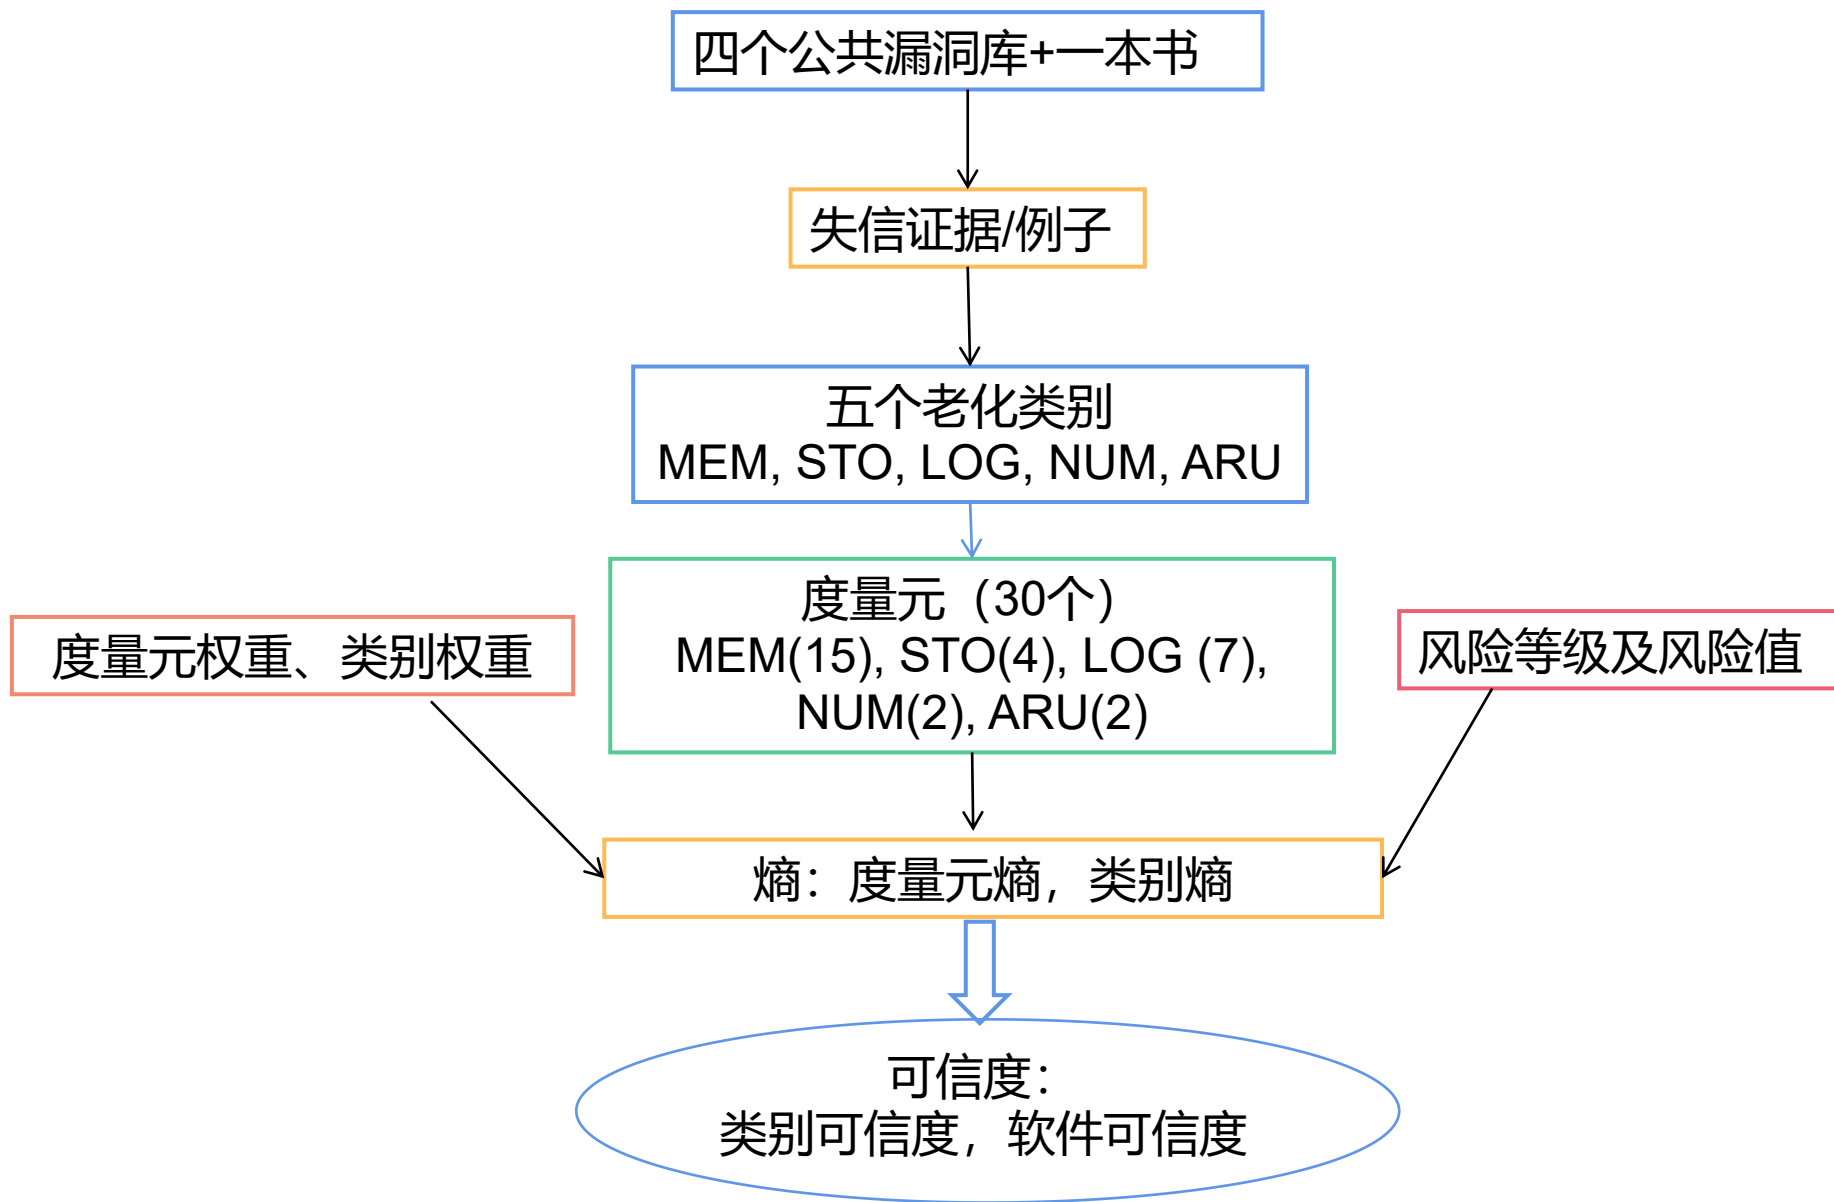 四个公共漏洞库+一本书
失信证据/例子
五个老化类别
MEM, STO, LOG, NUM, ARU
度量元（30个）
MEM(15), STO(4), LOG (7),
NUM(2), ARU(2)
度量元权重、类别权重
风险等级及风险值
熵：度量元熵，类别熵
可信度：
类别可信度，软件可信度